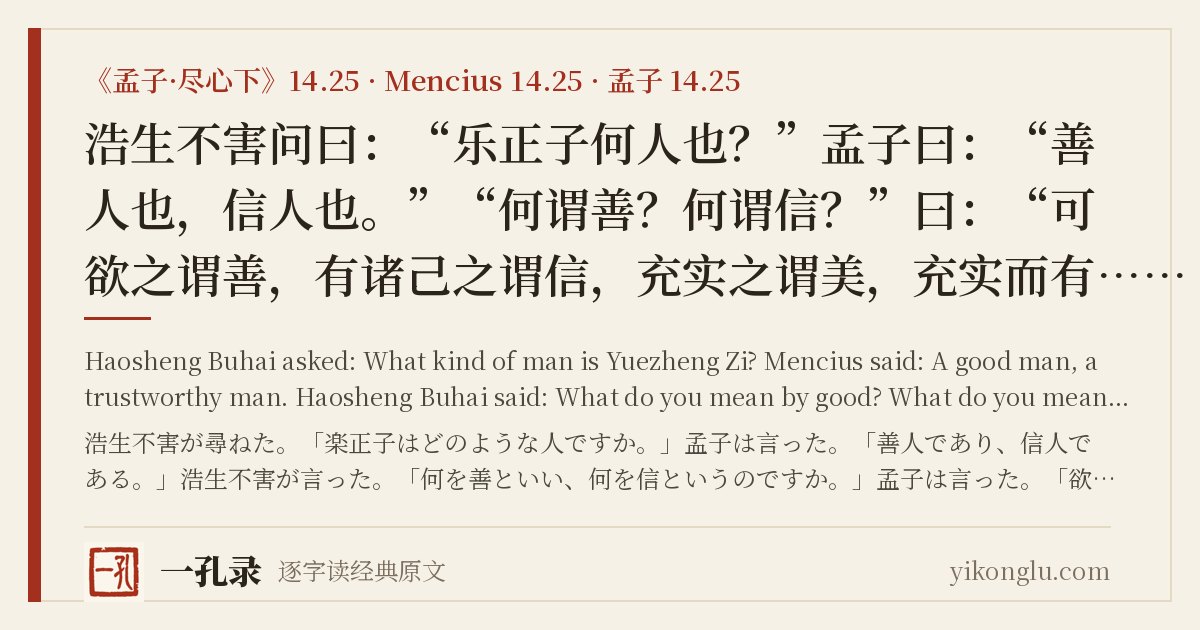 《孟子·尽心下》14.25 · Mencius 14.25 · 孟子 14.25
浩生不害问曰：“乐正子何人也？”孟子曰：“善
人也，信人也。”“何谓善？何谓信？”曰：“可
欲之谓善，有诸己之谓信，充实之谓美，充实而有……
Haosheng Buhai asked: What kind of man is Yuezheng Zi? Mencius said: A good man, a
trustworthy man. Haosheng Buhai said: What do you mean by good? What do you mean...
浩生不害が尋ねた。「楽正子はどのような人ですか。」孟子は言った。「善人であり、信人で
ある。」浩生不害が言った。「何を善といい、何を信というのですか。」孟子は言った。「欲…
一孔
一孔录 逐字读经典原文 yikonglu.com